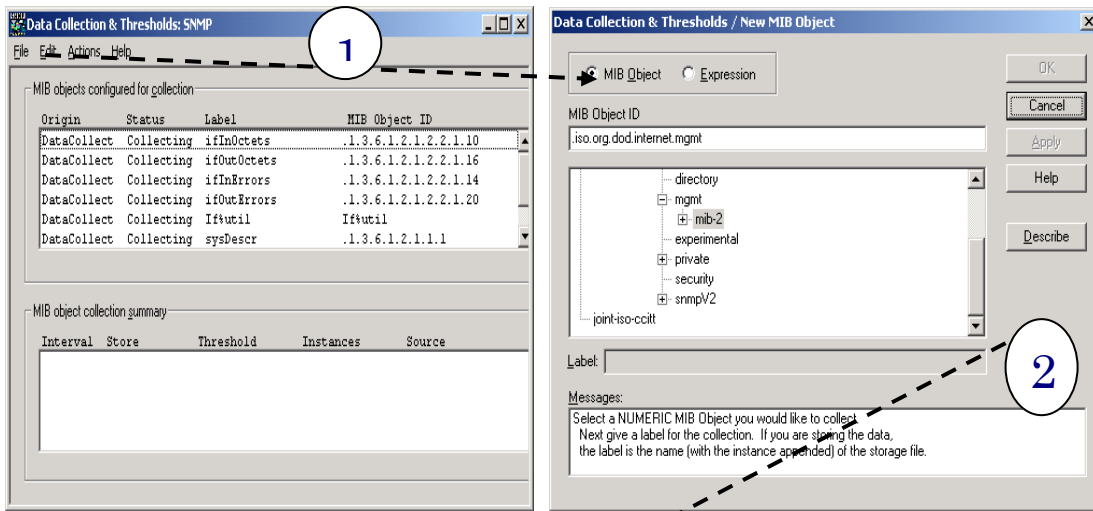 Data Collection & Thresholds: SNMP
File Edit Actions Help
MIB objects configured for collection
Origin Status Label MIB Object ID
DataCollect Collecting ifInOctets .1.3.6.1.2.1.2.2.1.10
DataCollect Collecting ifOutOctets .1.3.6.1.2.1.2.2.1.16
DataCollect Collecting ifInErrors .1.3.6.1.2.1.2.2.1.14
DataCollect Collecting ifOutErrors .1.3.6.1.2.1.2.2.1.20
DataCollect Collecting If%util If%util
DataCollect Collecting sysDescr .1.3.6.1.2.1.1.1
MIB object collection summary
Interval Store Threshold Instances Source
1
Data Collection & Thresholds / New MIB Object
MIB Object Expression
OK
Cancel
Apply
Help
Describe
MIB Object ID
.iso.org.dod.internet.mgmt
directory
mgmt
mib-2
experimental
private
security
snmpV2
joint-iso-ccitt
Label:
2
Messages:
Select a NUMERIC MIB Object you would like to collect.
Next give a label for the collection. If you are storing the data,
the label is the name (with the instance appended) of the storage file.